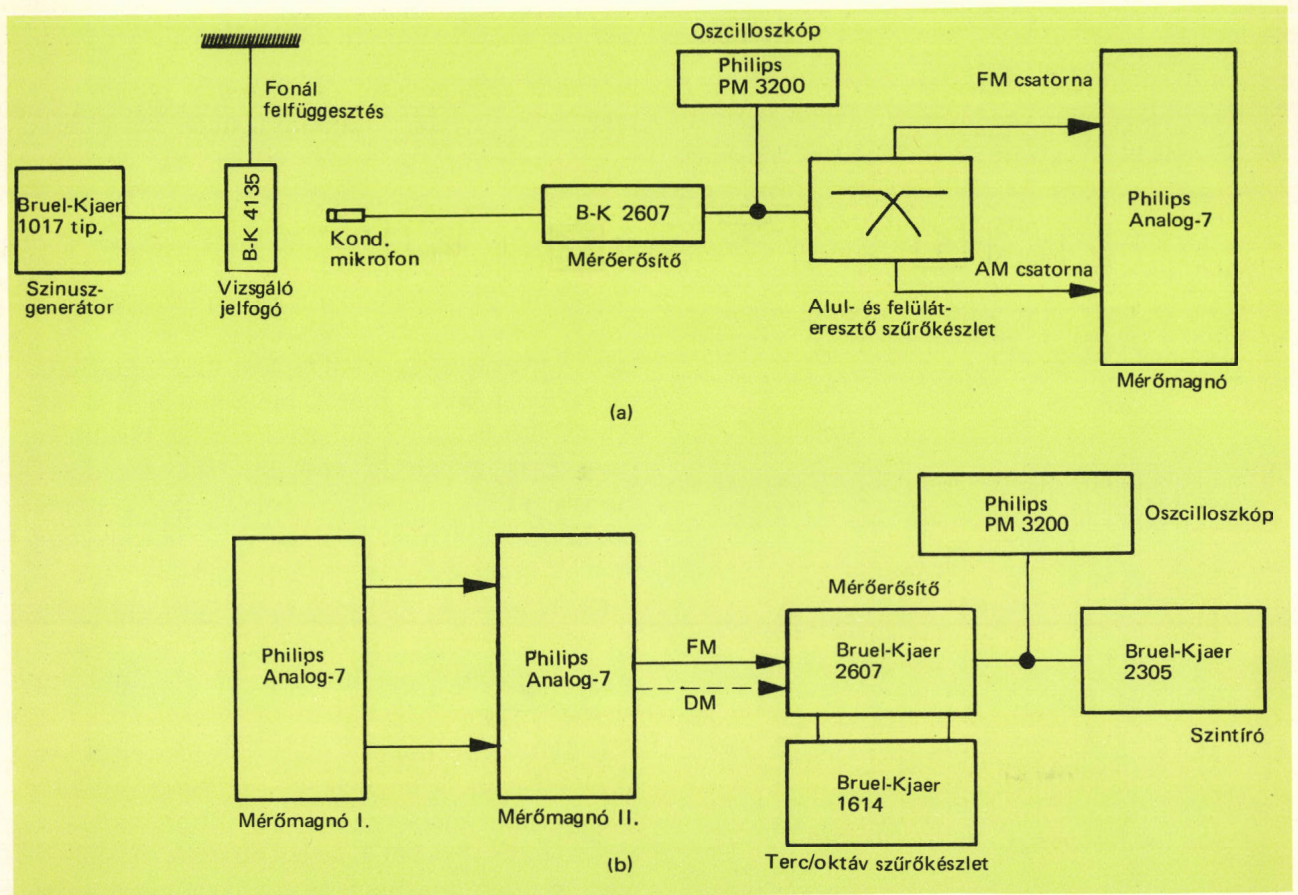 Oszcilloszkóp
Philips
PM 3200
Fonál
felfüggesztés
FM csatorna
Bruel-Kjaer
1017 tip.
B-K 4135
B-K 2607
Philips
Analog-7
Kond.
mikrofon
Mérőerősítő
AM csatorna
Szinusz-
generátor
Vizsgáló
jelfogó
Alul- és felülát-
eresztő szűrőkészlet
Mérőmagnó
(a)
Philips
PM 3200
Oszcilloszkóp
Mérőerősítő
Philips
Analog-7
Philips
Analog-7
FM
DM
Bruel-Kjaer
2607
Bruel-Kjaer
2305
Szintíró
Bruel-Kjaer
1614
Mérőmagnó I.
Mérőmagnó II.
Terc/oktáv szűrőkészlet
(b)